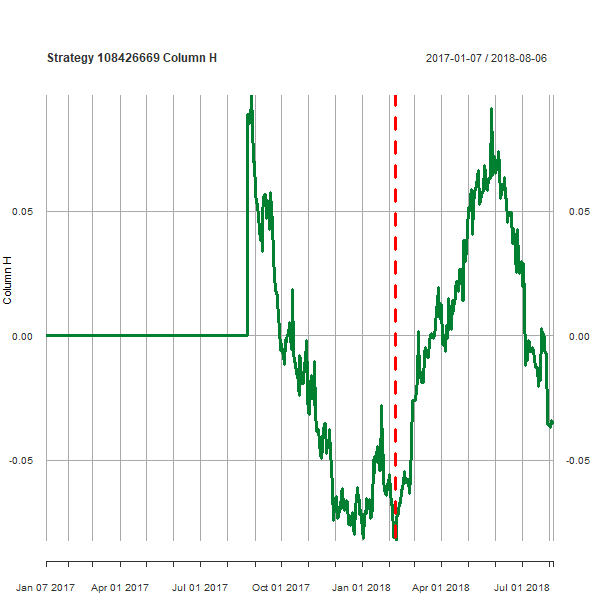 Strategy 108426669 Column H 2017-01-07 / 2018-08-06
0.05 0.05
0.00 0.00
-0.05 -0.05
Column H
Jan 07 2017 Apr 01 2017 Jul 01 2017 Oct 01 2017 Jan 01 2018 Apr 01 2018 Jul 01 2018